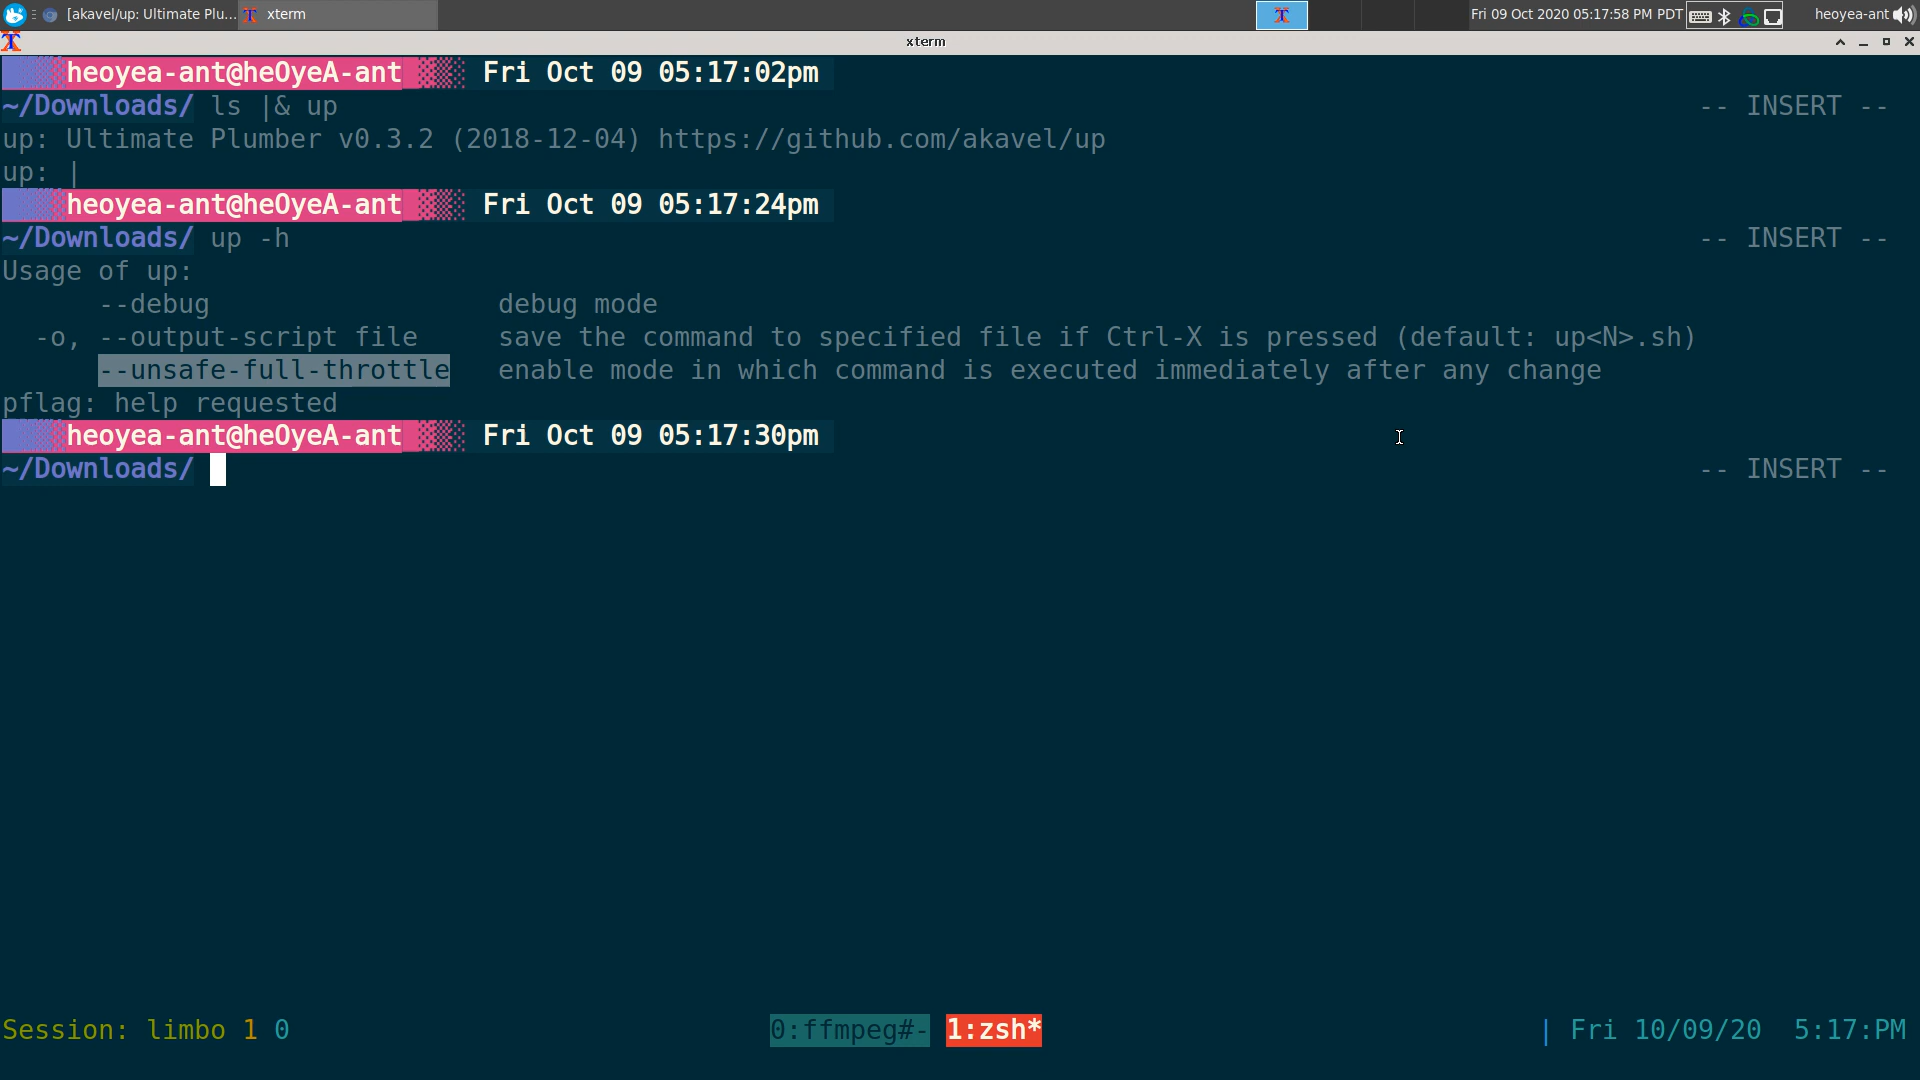 [akavel/up: Ultimate Plu... xterm Fri 09 Oct 2020 05:17:58 PM PDT heoyea-ant
xterm
heoyea-ant@heOyeA-ant Fri Oct 09 05:17:02pm
~/Downloads/ ls |& up -- INSERT --
up: Ultimate Plumber v0.3.2 (2018-12-04) https://github.com/akavel/up
up: |
heoyea-ant@heOyeA-ant Fri Oct 09 05:17:24pm
~/Downloads/ up -h -- INSERT --
Usage of up:
--debug debug mode
-o, --output-script file save the command to specified file if Ctrl-X is pressed (default: up<N>.sh)
--unsafe-full-throttle enable mode in which command is executed immediately after any change
pflag: help requested
heoyea-ant@heOyeA-ant Fri Oct 09 05:17:30pm
~/Downloads/ -- INSERT --
Session: limbo 1 0 0:ffmpeg#- 1:zsh* | Fri 10/09/20 5:17:PM